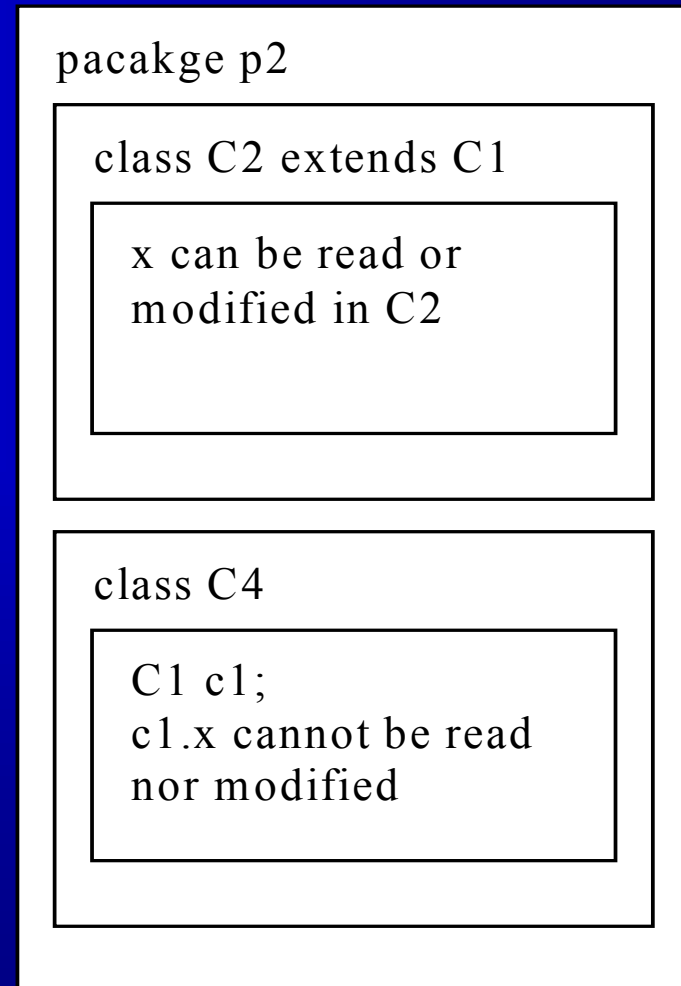 pacakge p2
class C2 extends C1
x can be read or
modified in C2
class C4
C1 c1;
c1.x cannot be read
nor modified